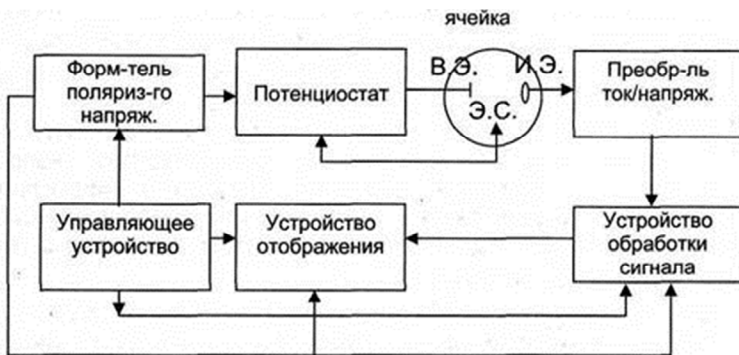 ячейка
Форм-тель
поляриз-го
напряж.
Потенциостат
В.Э.
И.Э.
Э.С.
Преобр-ль
ток/напряж.
Управляющее
устройство
Устройство
отображения
Устройство
обработки
сигнала